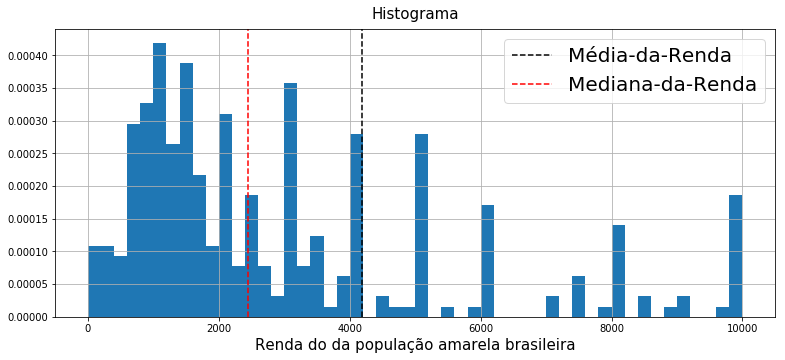 Histograma
Média-da-Renda
Mediana-da-Renda
0.00040
0.00035
0.00030
0.00025
0.00020
0.00015
0.00010
0.00005
0.00000
0 2000 4000 6000 8000 10000
Renda do da população amarela brasileira